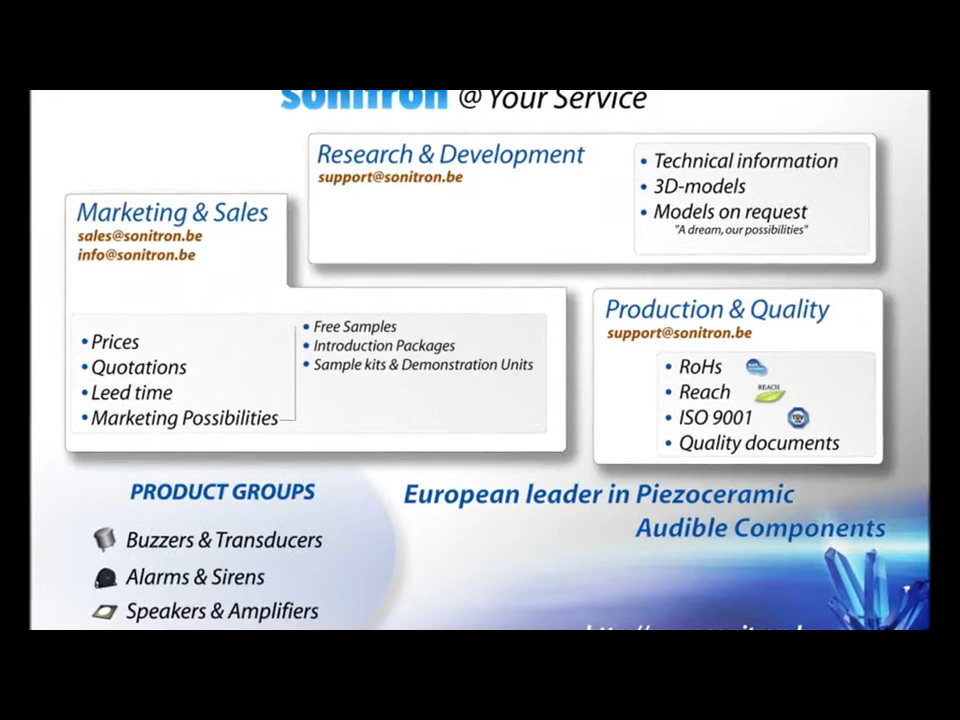 sonitron @ Your Service
Research & Development
support@sonitron.be
• Technical information
• 3D-models
• Models on request
"A dream, our possibilities"
Marketing & Sales
sales@sonitron.be
info@sonitron.be
• Prices
• Quotations
• Leed time
• Marketing Possibilities
• Free Samples
• Introduction Packages
• Sample kits & Demonstration Units
Production & Quality
support@sonitron.be
• RoHs
• Reach
REACH
• ISO 9001
TÜV
• Quality documents
PRODUCT GROUPS
Buzzers & Transducers
Alarms & Sirens
Speakers & Amplifiers
European leader in Piezoceramic
Audible Components